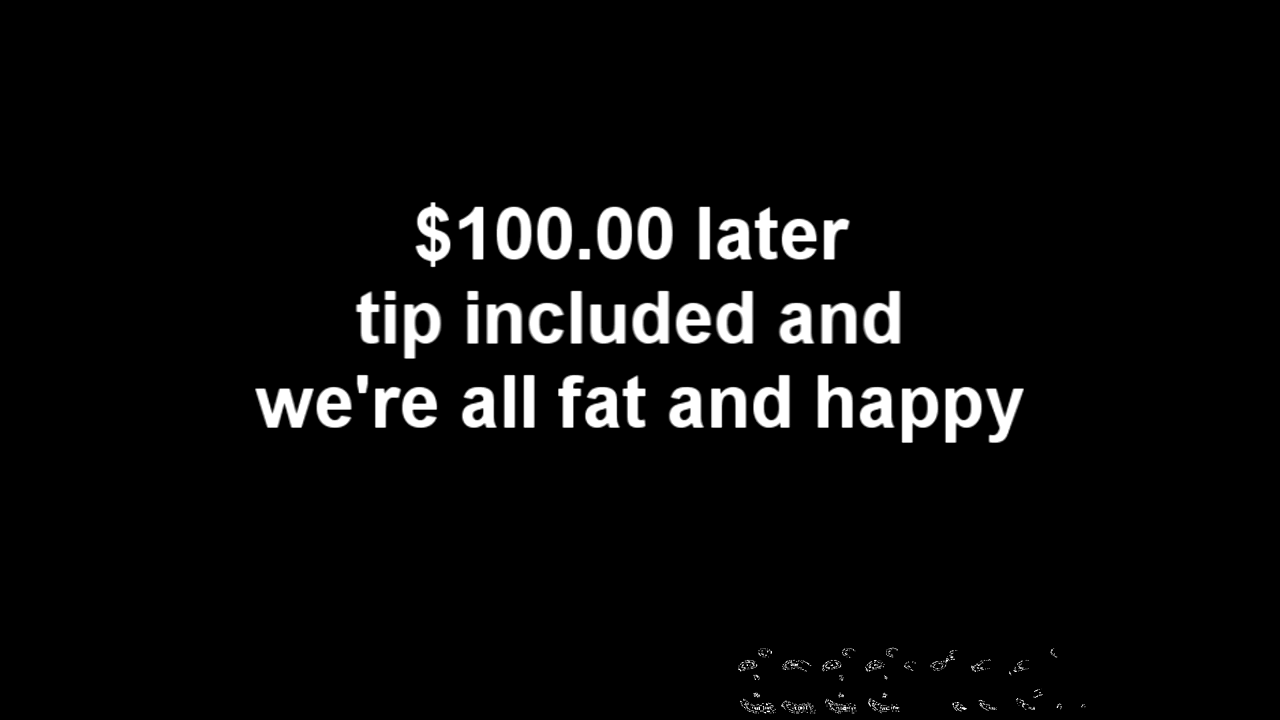 $100.00 later
tip included and
we're all fat and happy